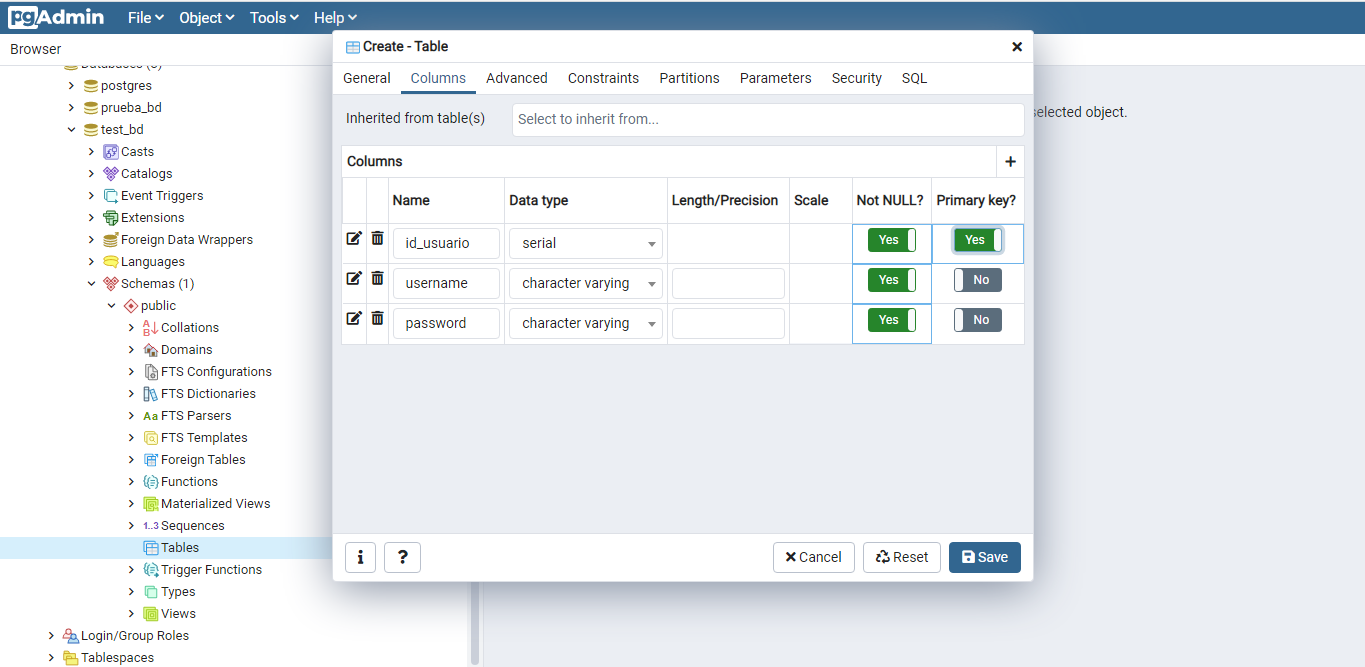 pgAdmin File Object Tools Help
Browser
Databases (3)
postgres
prueba_bd
test_bd
Casts
Catalogs
Event Triggers
Extensions
Foreign Data Wrappers
Languages
Schemas (1)
public
Collations
Domains
FTS Configurations
FTS Dictionaries
Aa FTS Parsers
FTS Templates
Foreign Tables
Functions
Materialized Views
1..3 Sequences
Tables
Trigger Functions
Types
Views
Login/Group Roles
Tablespaces
Create - Table
General Columns Advanced Constraints Partitions Parameters Security SQL
Inherited from table(s) Select to inherit from...
Columns
Name Data type Length/Precision Scale Not NULL? Primary key?
id_usuario serial Yes Yes
username character varying Yes No
password character varying Yes No
i ? Cancel Reset Save
selected object.